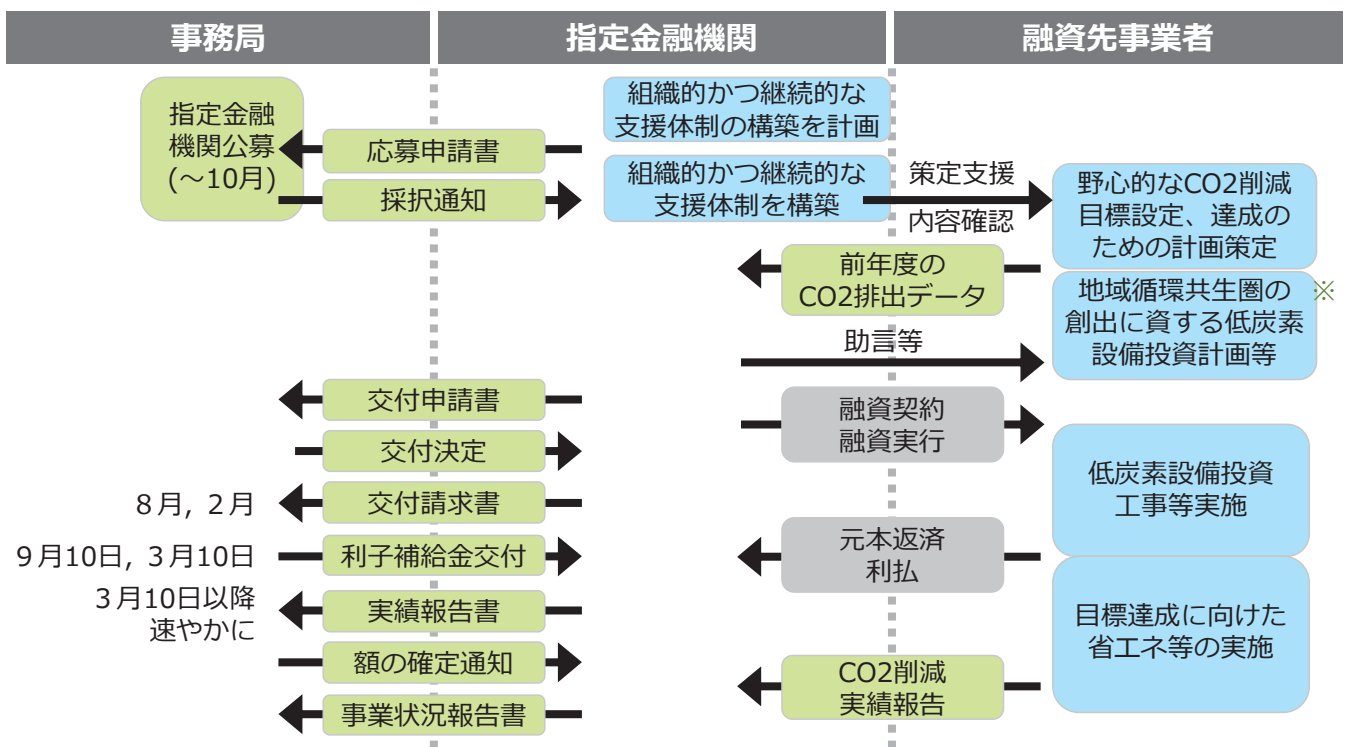 事務局
指定金融機関
融資先事業者
指定金融
機関公募
(～10月)
応募申請書
採択通知
組織的かつ継続的な
支援体制の構築を計画
組織的かつ継続的な
支援体制を構築
策定支援
内容確認
野心的なCO2削減
目標設定、達成の
ための計画策定
前年度の
CO2排出データ
地域循環共生圏の
創出に資する低炭素
設備投資計画等
※
助言等
交付申請書
融資契約
融資実行
交付決定
低炭素設備投資
工事等実施
８月, ２月
交付請求書
９月10日, ３月10日
利子補給金交付
元本返済
利払
３月10日以降
速やかに
実績報告書
目標達成に向けた
省エネ等の実施
額の確定通知
CO2削減
実績報告
事業状況報告書